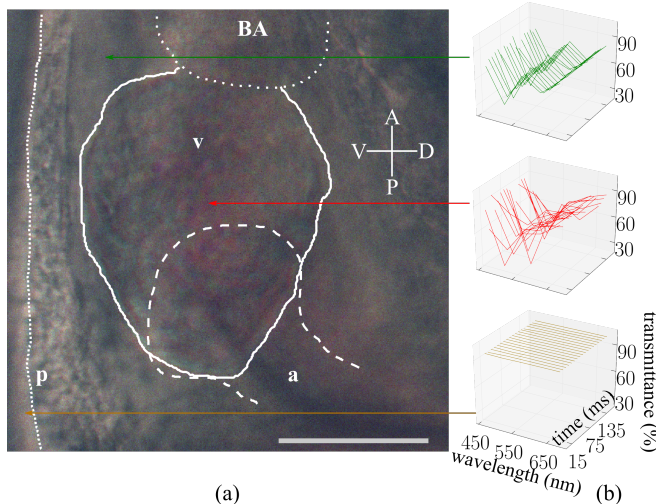 BA
v
A
V D
P
p
a
90
60
30
90
60
30
90
60
30
transmittance (%)
time (ms)
135
75
15
450 550 650
wavelength (nm)
(a) (b)